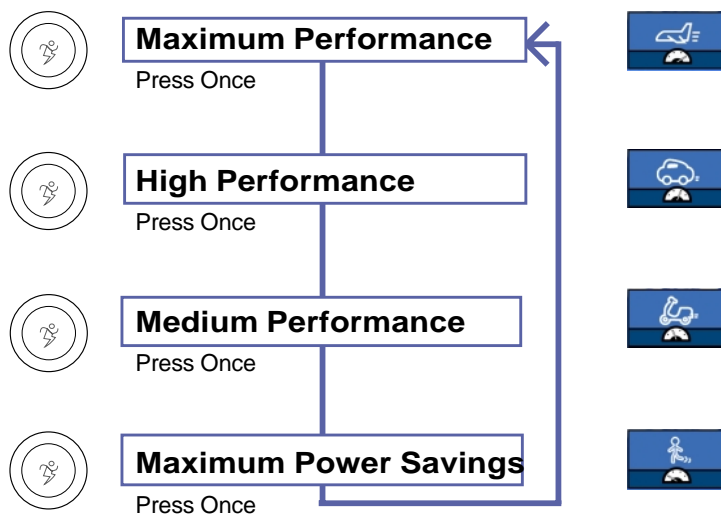 Maximum Performance
Press Once
High Performance
Press Once
Medium Performance
Press Once
Maximum Power Savings
Press Once